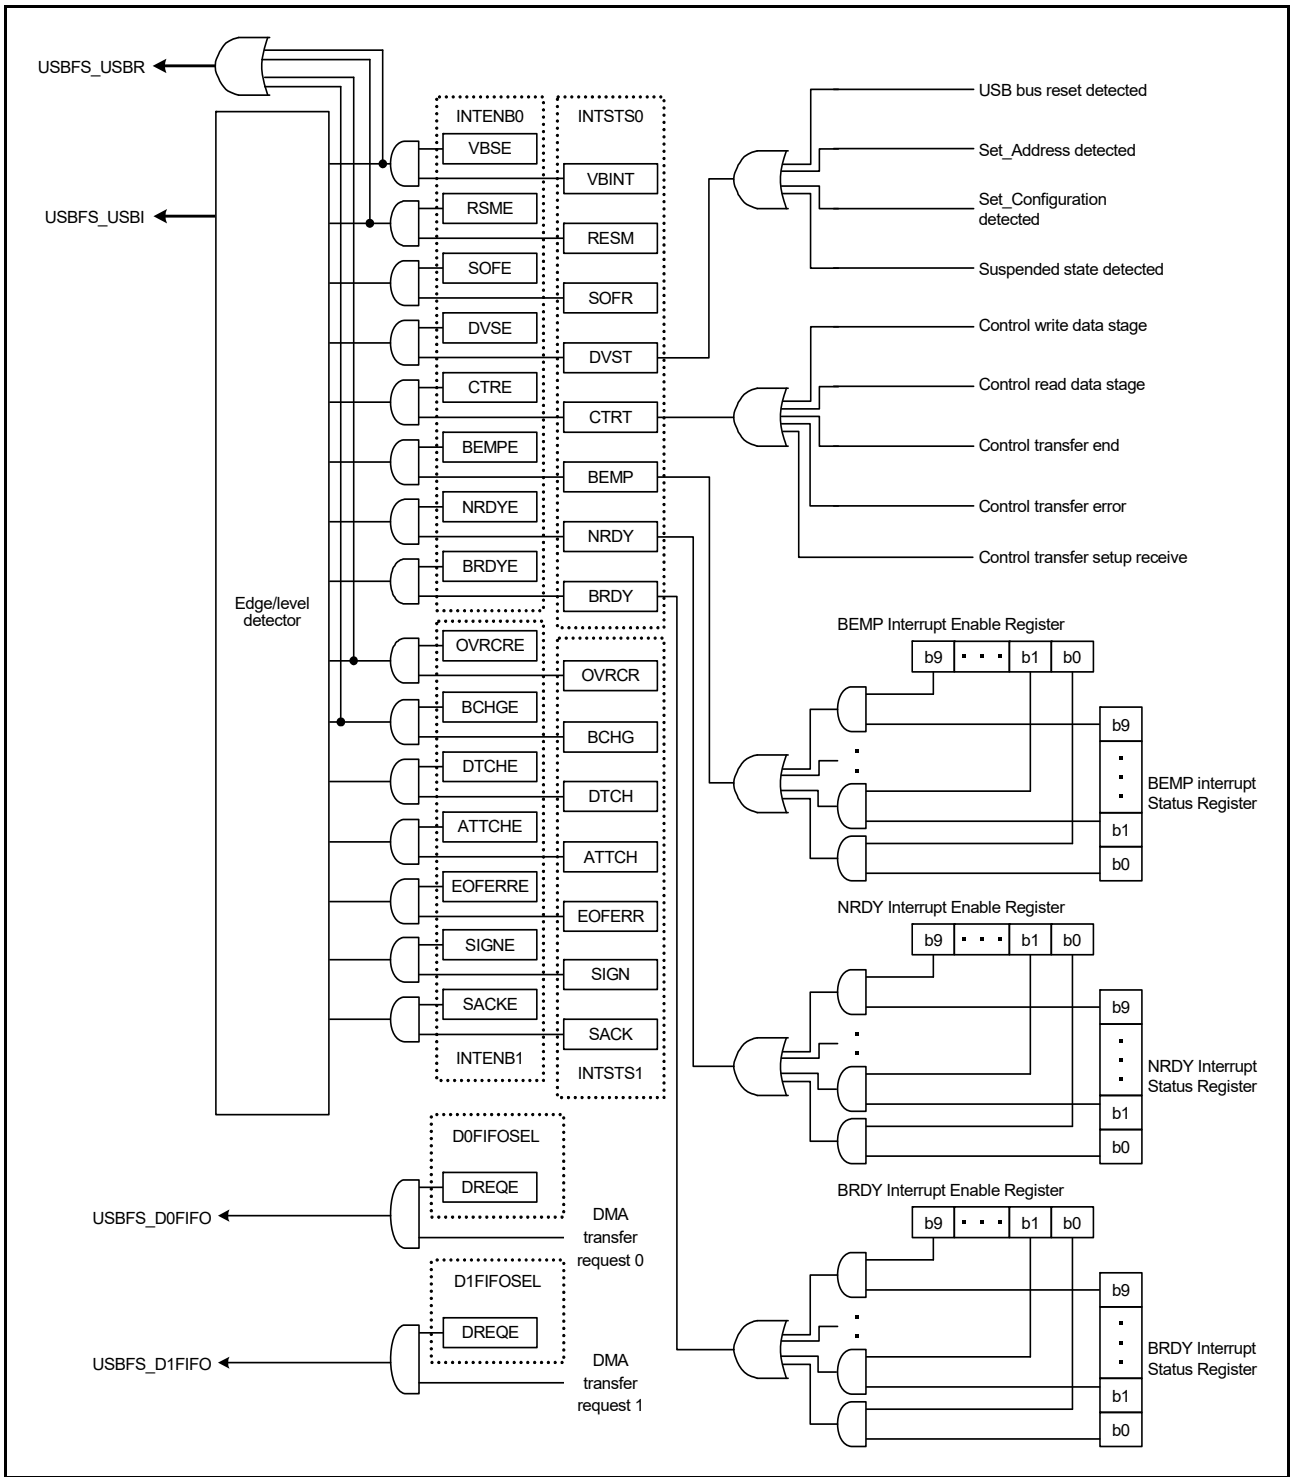 USBFS_USBR
USBFS_USBI
Edge/level
detector
INTENB0
VBSE
RSME
SOFE
DVSE
CTRE
BEMPE
NRDYE
BRDYE
INTSTS0
VBINT
RESM
SOFR
DVST
CTRT
BEMP
NRDY
BRDY
OVRCRE
BCHGE
DTCHE
ATTCHE
EOFERRE
SIGNE
SACKE
INTENB1
OVRCR
BCHG
DTCH
ATTCH
EOFERR
SIGN
SACK
INTSTS1
USB bus reset detected
Set_Address detected
Set_Configuration
detected
Suspended state detected
Control write data stage
Control read data stage
Control transfer end
Control transfer error
Control transfer setup receive
BEMP Interrupt Enable Register
b9 ··· b1 b0
b9
b1
b0
BEMP interrupt
Status Register
NRDY Interrupt Enable Register
b9 ··· b1 b0
b9
b1
b0
NRDY Interrupt
Status Register
BRDY Interrupt Enable Register
b9 ··· b1 b0
b9
b1
b0
BRDY Interrupt
Status Register
D0FIFOSEL
DREQE
USBFS_D0FIFO
DMA
transfer
request 0
D1FIFOSEL
DREQE
USBFS_D1FIFO
DMA
transfer
request 1